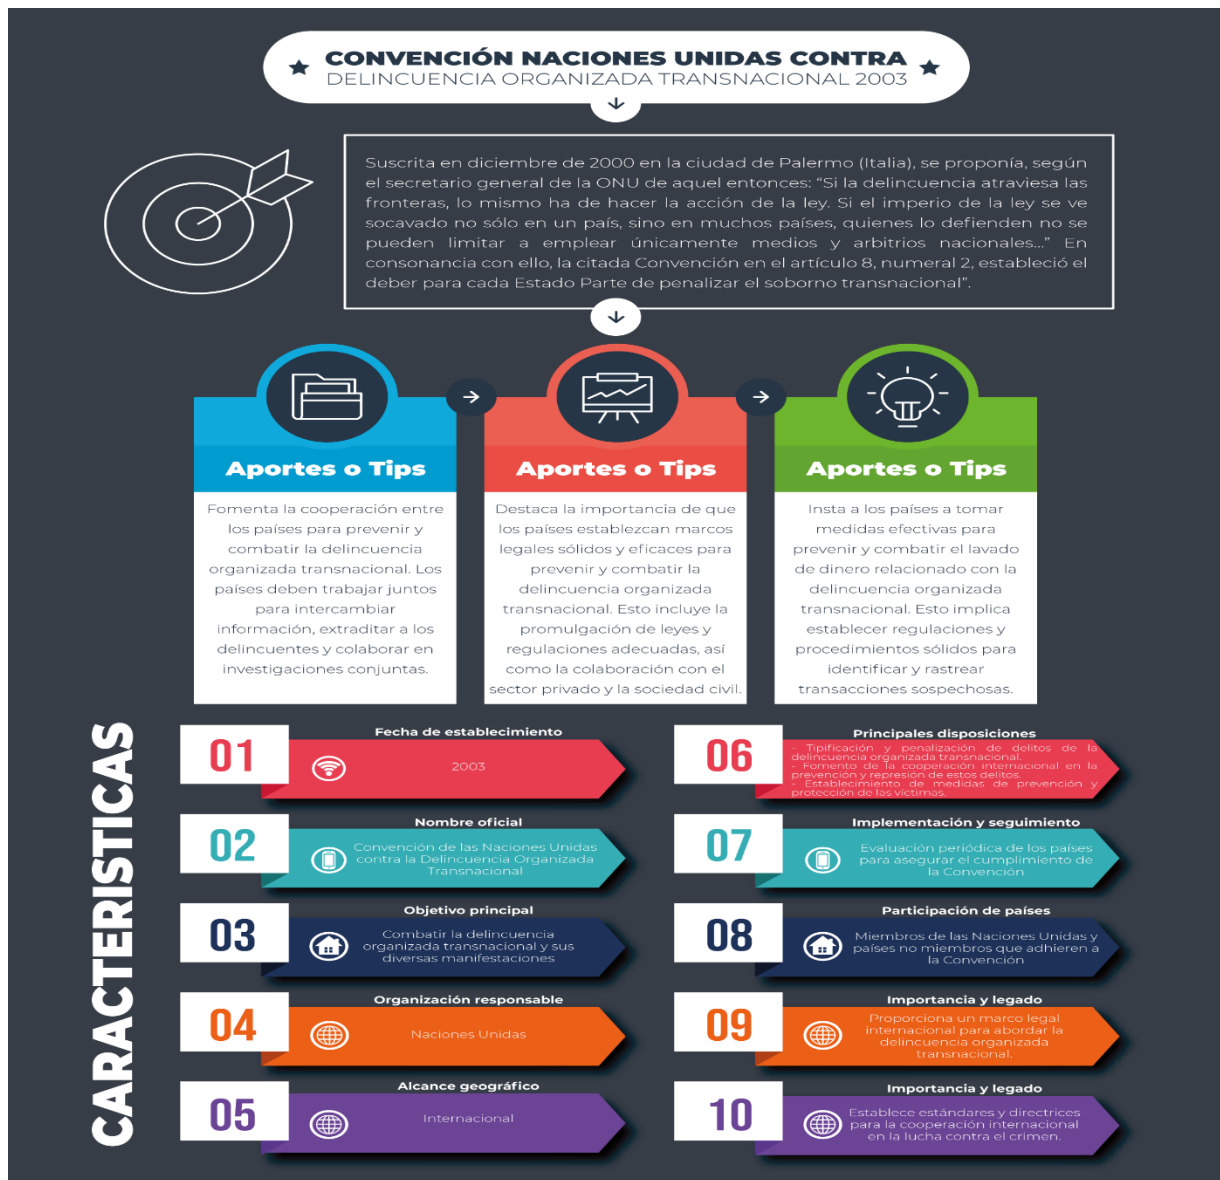 CONVENCIÓN NACIONES UNIDAS CONTRA
DELINCUENCIA ORGANIZADA TRANSNACIONAL 2003
Suscrita en diciembre de 2000 en la ciudad de Palermo (Italia), se proponía, según
el secretario general de la ONU de aquel entonces: “Si la delincuencia atraviesa las
fronteras, lo mismo ha de hacer la acción de la ley. Si el imperio de la ley se ve
socavado no sólo en un país, sino en muchos países, quienes lo defienden no se
pueden limitar a emplear únicamente medios y arbitrios nacionales...” En
consonancia con ello, la citada Convención en el artículo 8, numeral 2, estableció el
deber para cada Estado Parte de penalizar el soborno transnacional”.
Aportes o Tips
Fomenta la cooperación entre
los países para prevenir y
combatir la delincuencia
organizada transnacional. Los
países deben trabajar juntos
para intercambiar
información, extraditar a los
delincuentes y colaborar en
investigaciones conjuntas.
Aportes o Tips
Destaca la importancia de que
los países establezcan marcos
legales sólidos y eficaces para
prevenir y combatir la
delincuencia organizada
transnacional. Esto incluye la
promulgación de leyes y
regulaciones adecuadas, así
como la colaboración con el
sector privado y la sociedad civil.
Aportes o Tips
Insta a los países a tomar
medidas efectivas para
prevenir y combatir el lavado
de dinero relacionado con la
delincuencia organizada
transnacional. Esto implica
establecer regulaciones y
procedimientos sólidos para
identificar y rastrear
transacciones sospechosas.
CARACTERISTICAS
01
Fecha de establecimiento
2003
02
Nombre oficial
Convención de las Naciones Unidas
contra la Delincuencia Organizada
Transnacional
03
Objetivo principal
Combatir la delincuencia
organizada transnacional y sus
diversas manifestaciones
04
Organización responsable
Naciones Unidas
05
Alcance geográfico
Internacional
06
Principales disposiciones
- Tipificación y penalización de delitos de la
delincuencia organizada transnacional.
- Fomento de la cooperación internacional en la
prevención y represión de estos delitos.
- Establecimiento de medidas de prevención y
protección de las víctimas.
07
Implementación y seguimiento
Evaluación periódica de los países
para asegurar el cumplimiento de
la Convención
08
Participación de países
Miembros de las Naciones Unidas y
países no miembros que adhieren a
la Convención
09
Importancia y legado
Proporciona un marco legal
internacional para abordar la
delincuencia organizada
transnacional.
10
Importancia y legado
Establece estándares y directrices
para la cooperación internacional
en la lucha contra el crimen.